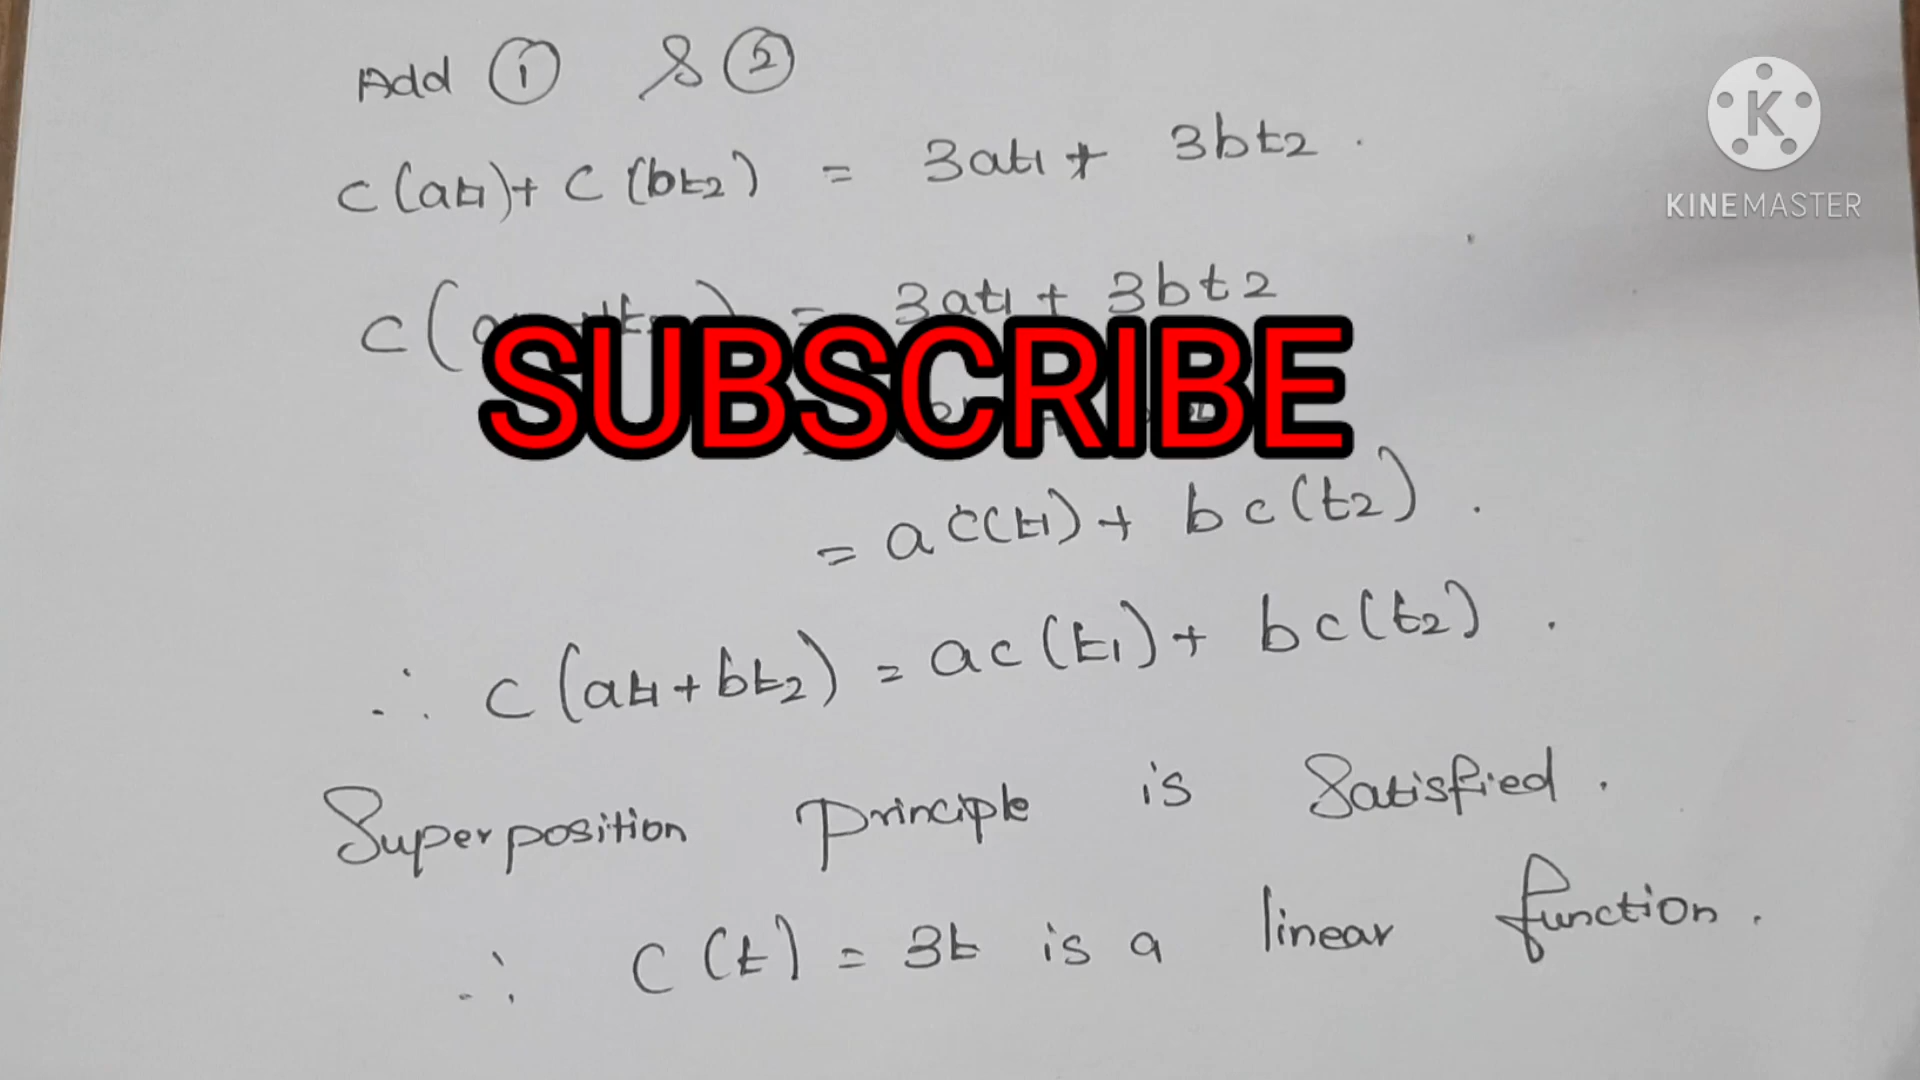 Add ① & ②
c(at1) + c(bt2) = 3at1 + 3bt2.
c( ) = 3at1 + 3bt2
SUBSCRIBE
= a c(t1) + b c(t2).
∴ c(at1 + bt2) = ac(t1) + bc(t2).
Superposition principle is satisfied.
∴ c(t) = 3t is a linear function.
K
KINEMASTER